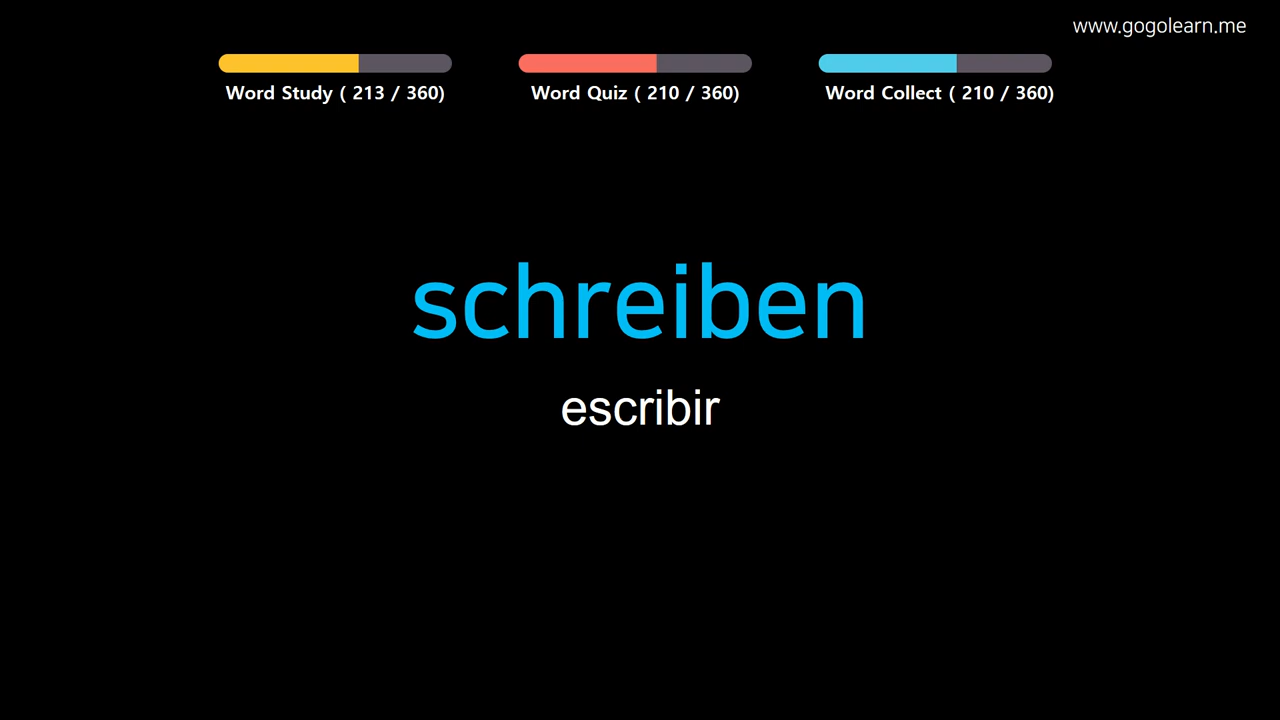 www.gogolearn.me
Word Study ( 213 / 360)
Word Quiz ( 210 / 360)
Word Collect ( 210 / 360)
schreiben
escribir